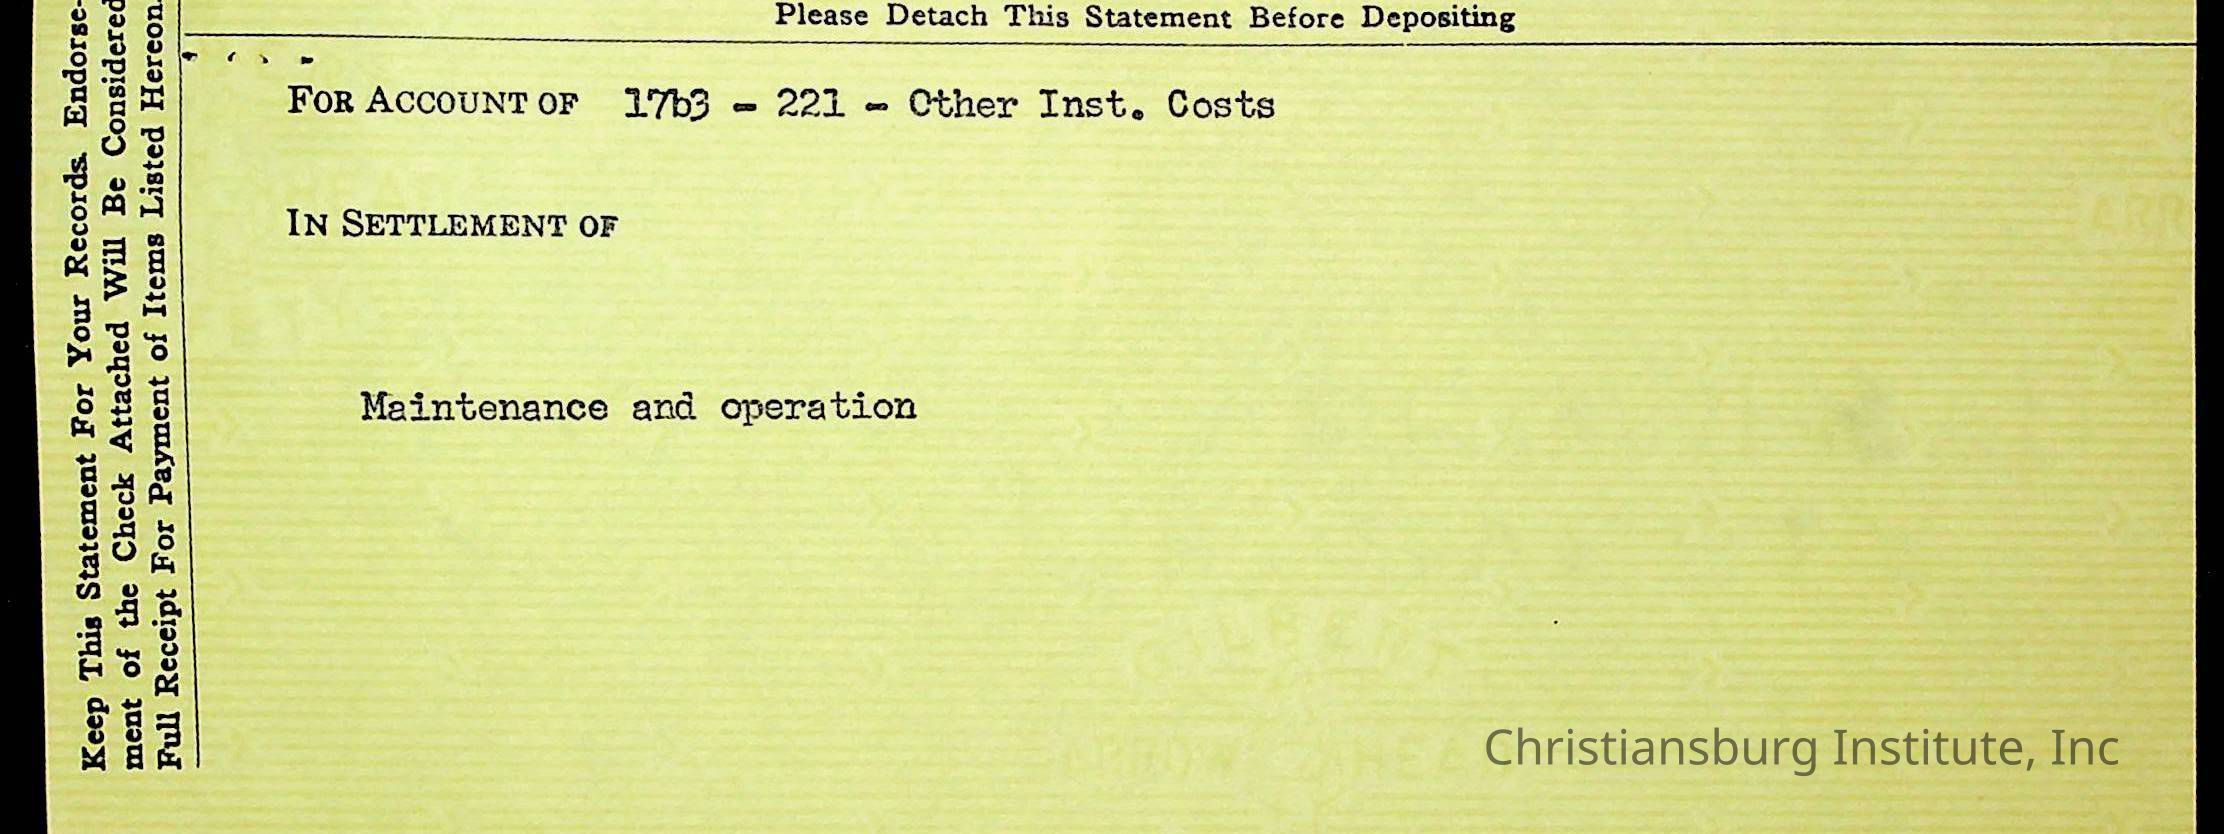 Please Detach This Statement Before Depositing
FOR ACCOUNT OF 17b3 - 221 - Other Inst. Costs
IN SETTLEMENT OF
Maintenance and operation
Keep This Statement For Your Records. Endorse-
ment of the Check Attached Will Be Considered
Full Receipt For Payment of Items Listed Hereon.
Christiansburg Institute, Inc